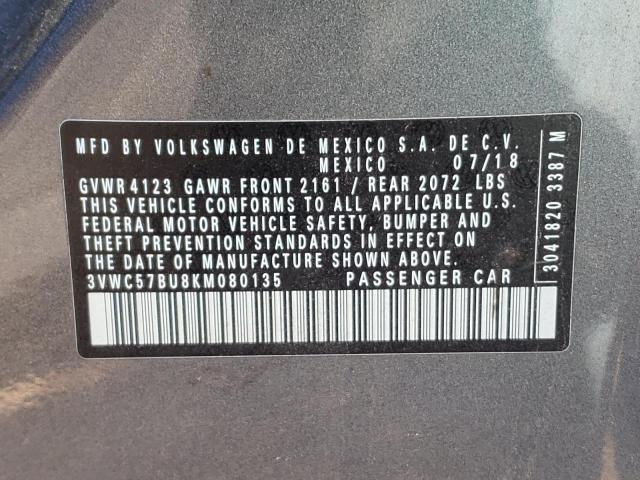 MFD BY VOLKSWAGEN DE MEXICO S.A. DE C.V.
MEXICO 07/18
GVWR 4123 GAWR FRONT 2161 / REAR 2072 LBS
THIS VEHICLE CONFORMS TO ALL APPLICABLE U.S.
FEDERAL MOTOR VEHICLE SAFETY, BUMPER AND
THEFT PREVENTION STANDARDS IN EFFECT ON
THE DATE OF MANUFACTURE SHOWN ABOVE.
3VWC57BU8KM080135 PASSENGER CAR
3041820 3387 M